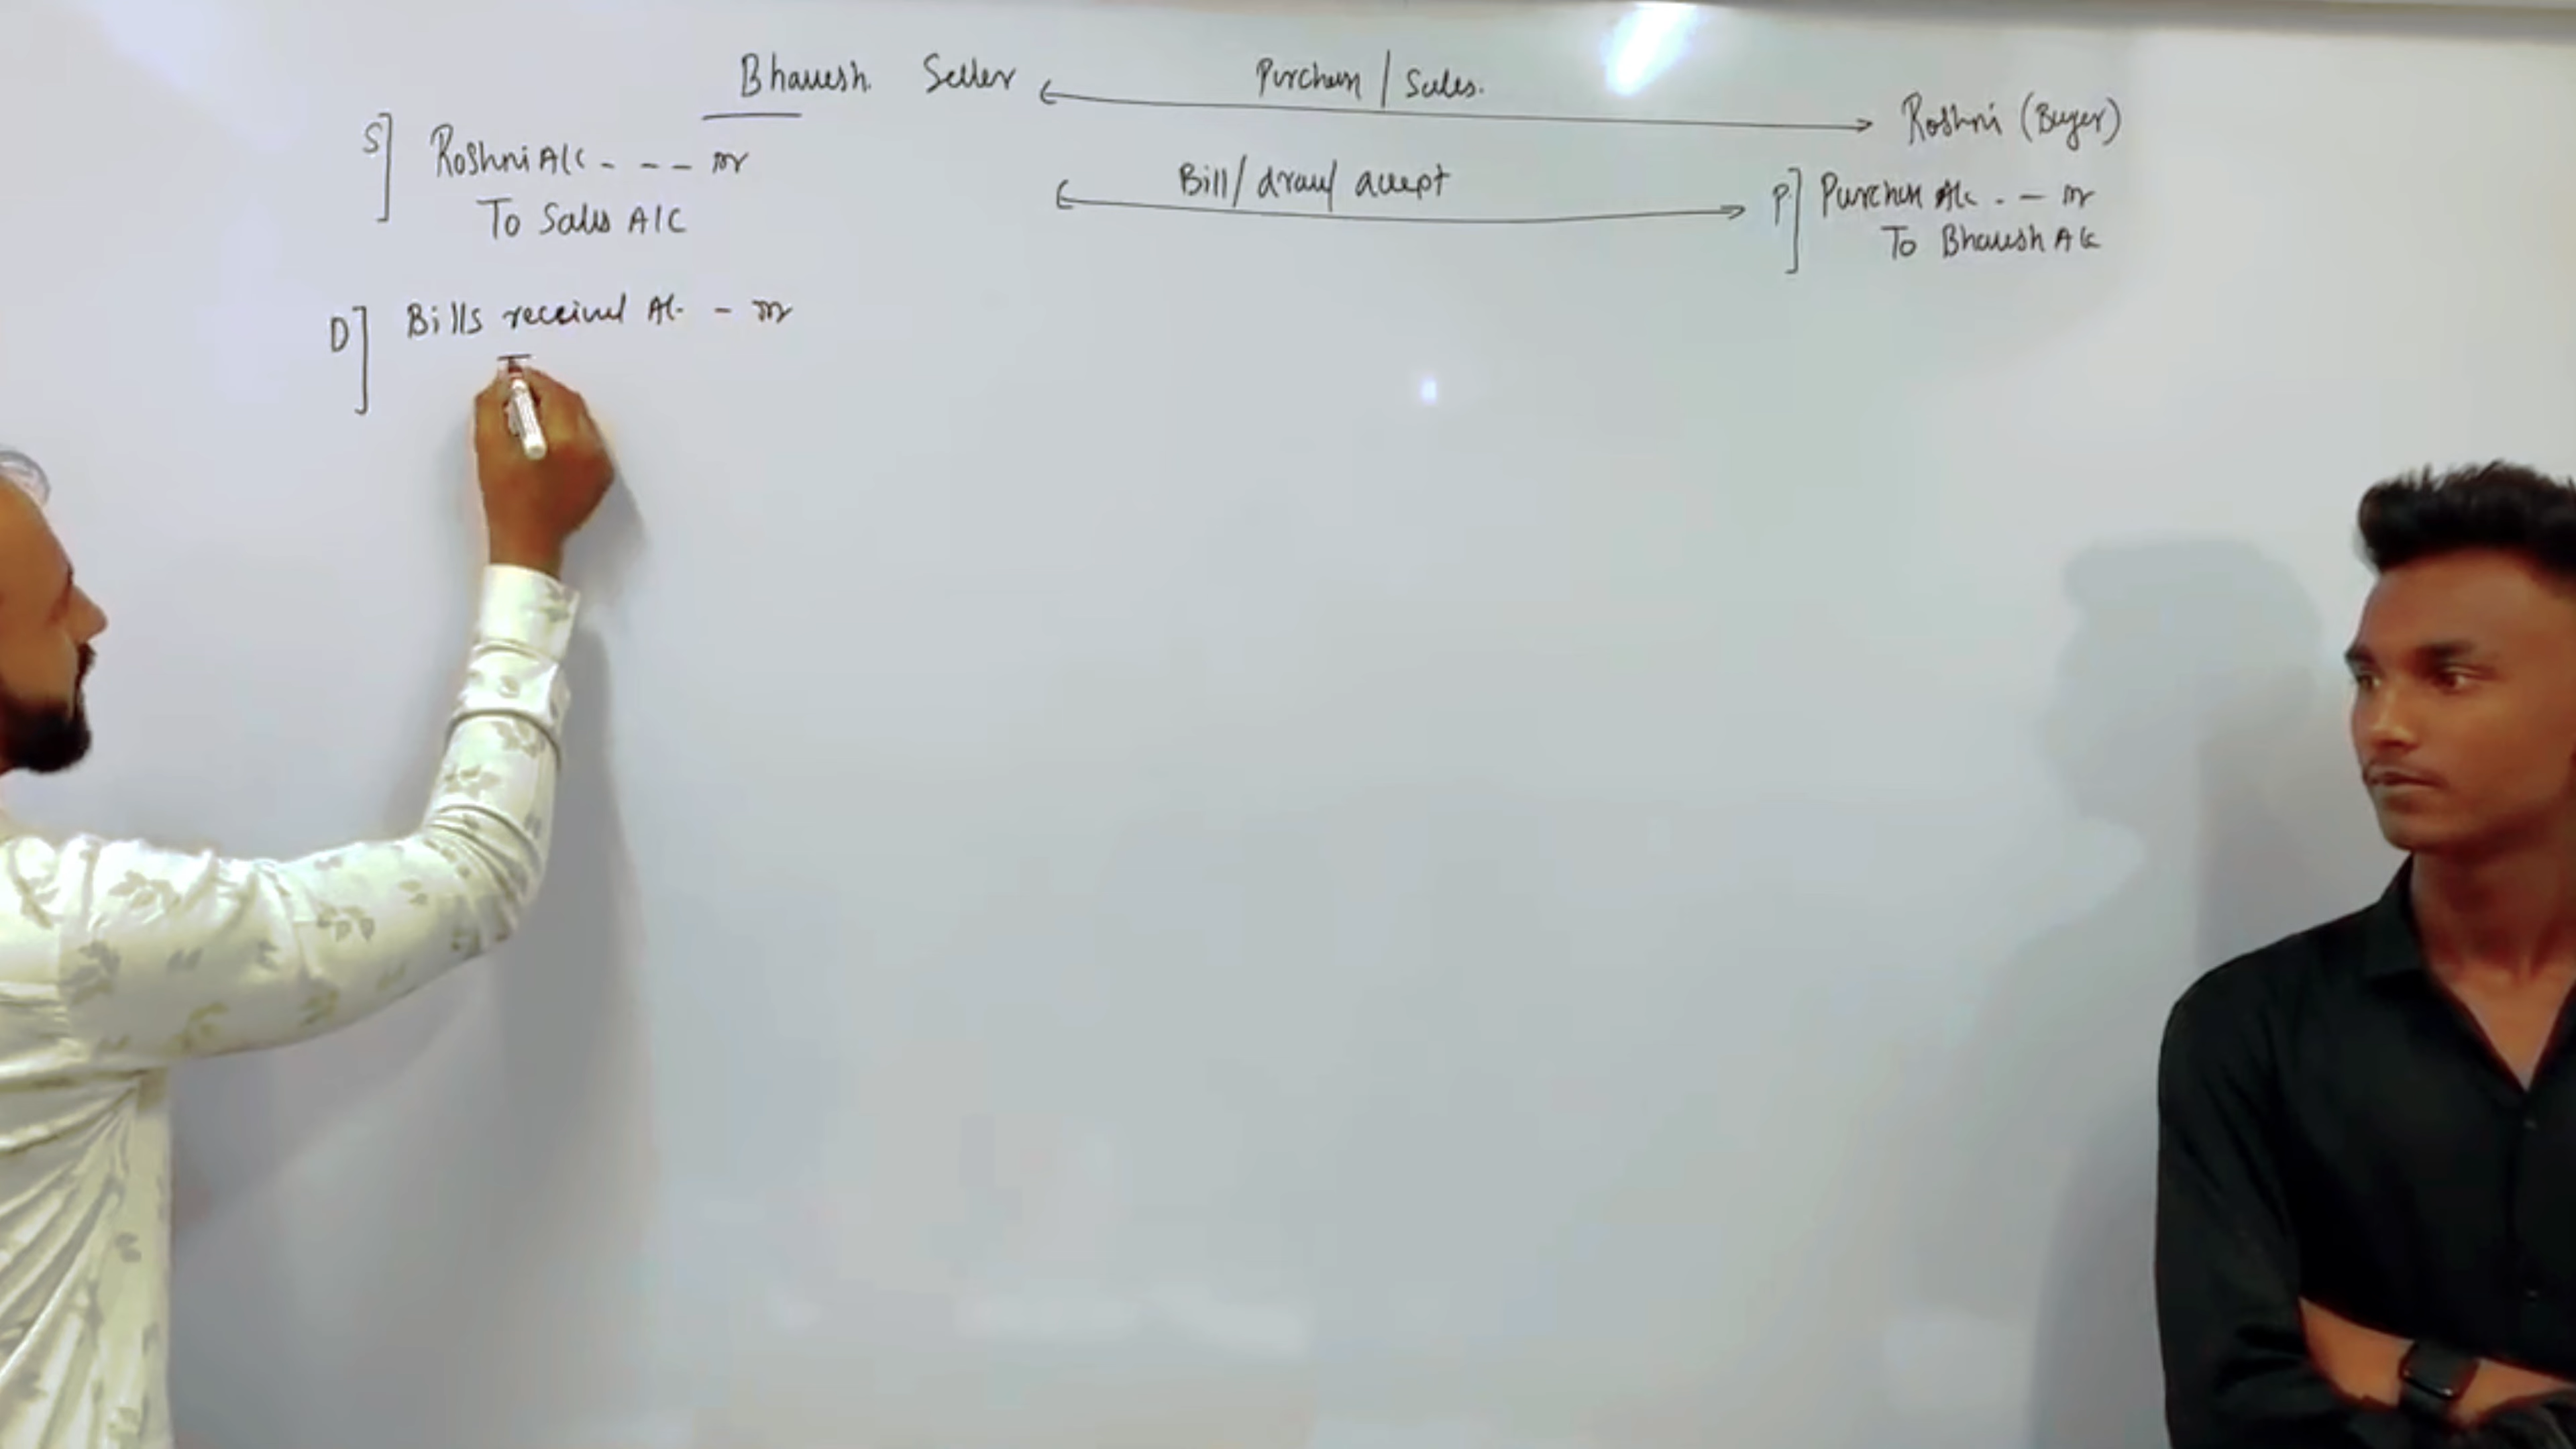 Bhavesh. Seller Purchase / Sales. Roshni (Buyer)
S] Roshni A/c - - - Dr
To Sales A/C
Bill / draw / accept
P] Purchase A/c - - Dr
To Bhavesh A/c
D] Bills received A/c - Dr
T